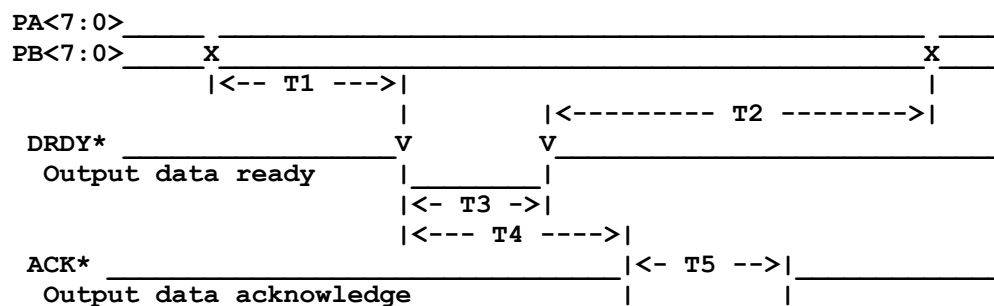 PA<7:0>
PB<7:0> X X
|<-- T1 --->| |
| |<--------- T2 -------->|
DRDY* V V
Output data ready |________|
|<- T3 ->|
|<--- T4 ---->|
ACK* |<- T5 -->|
Output data acknowledge | |